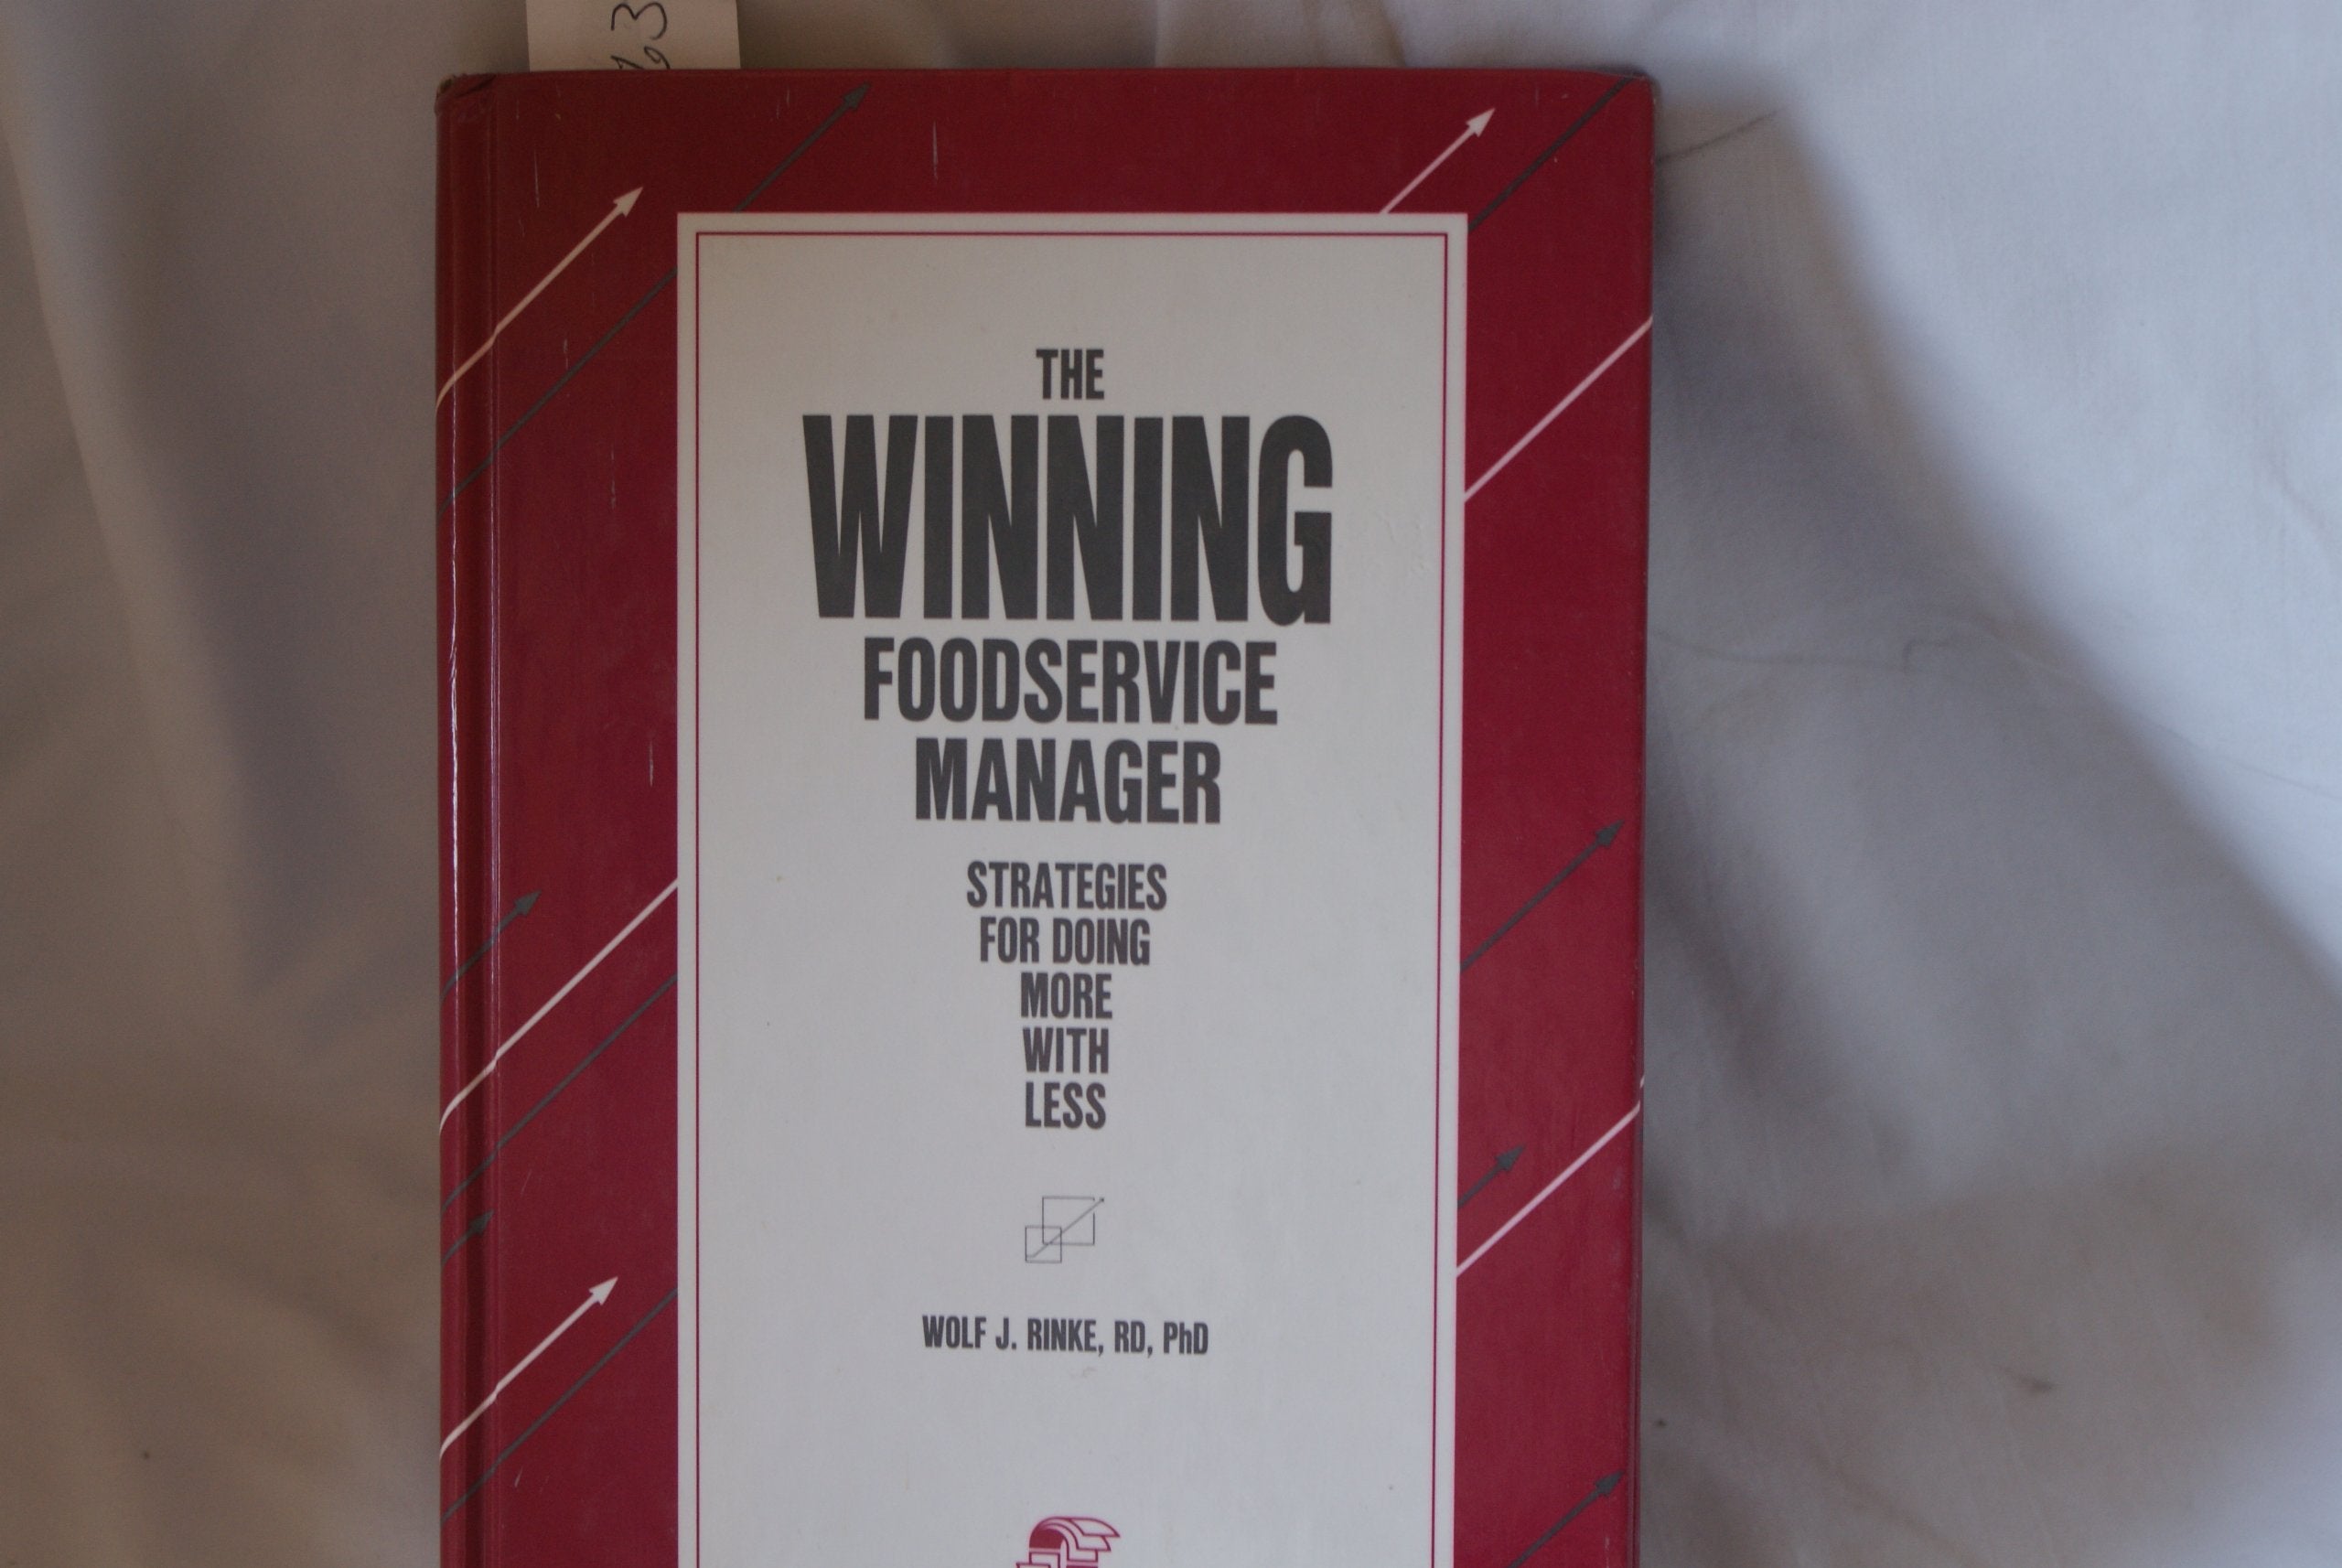 THE
WINNING
FOODSERVICE
MANAGER
STRATEGIES
FOR DOING
MORE
WITH
LESS
WOLF J. RINKE, RD, PhD